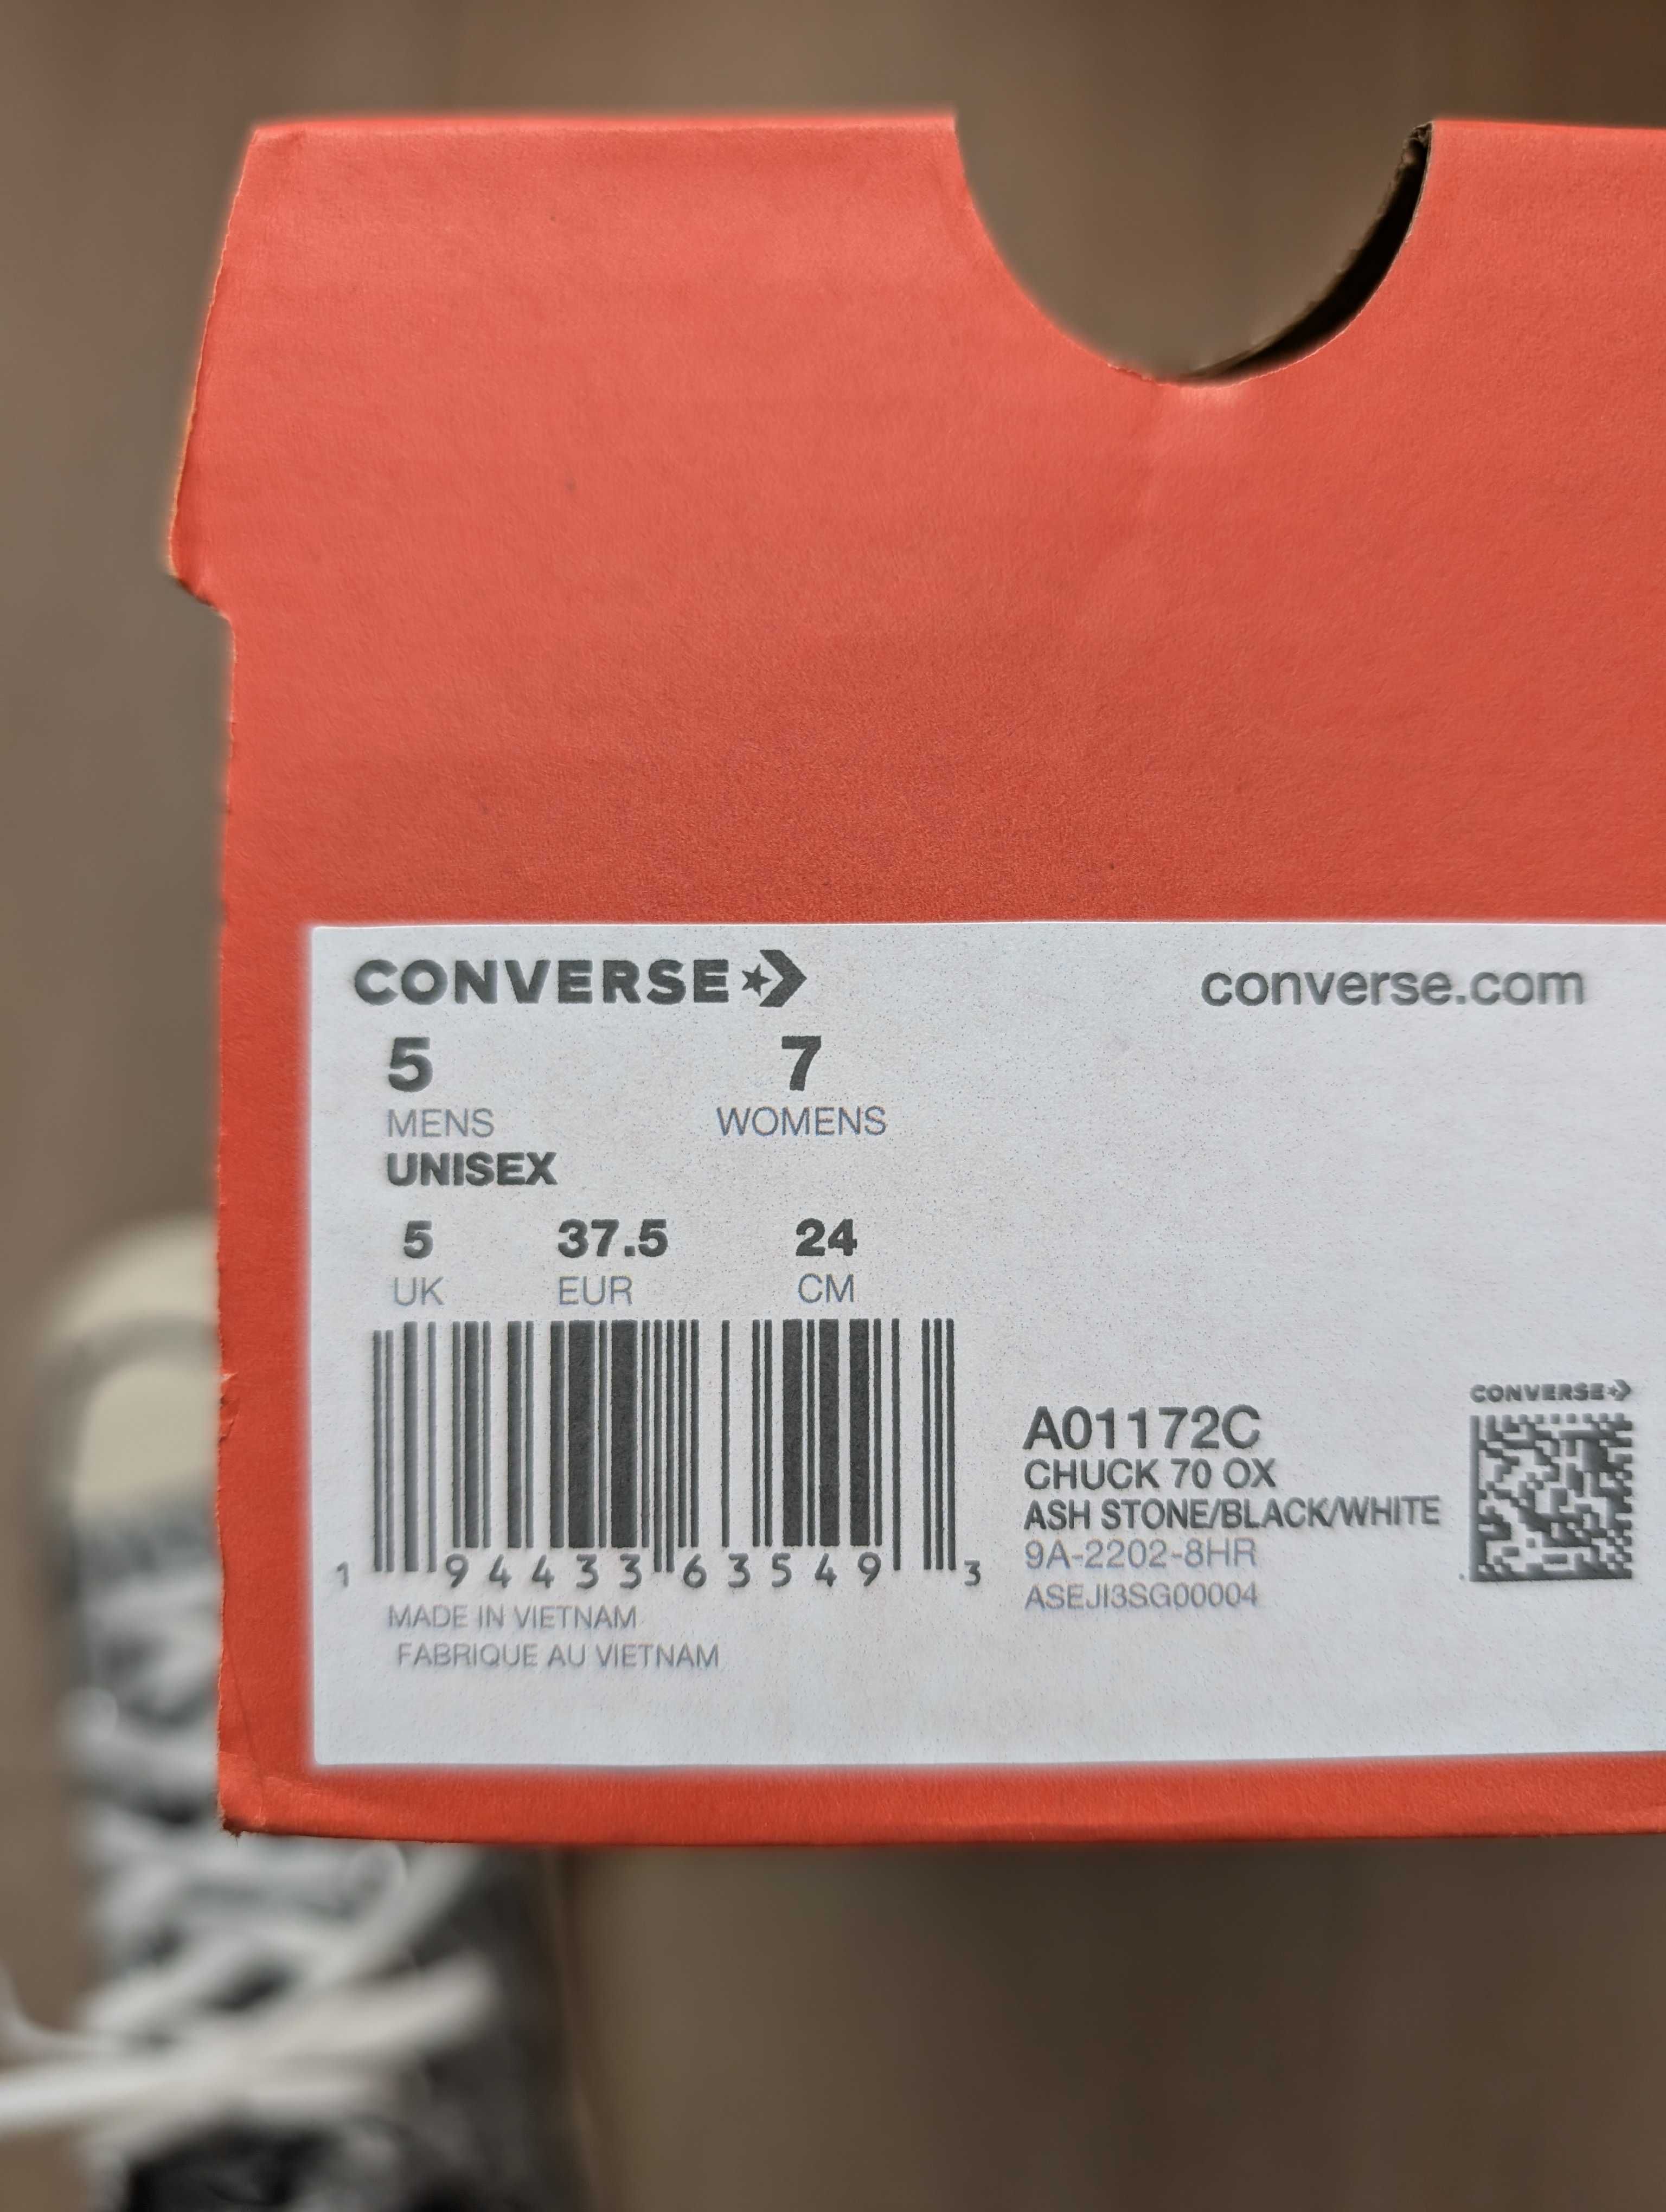 CONVERSE
converse.com
5 7
MENS WOMENS
UNISEX
5 37.5 24
UK EUR CM
1 94433 63549 3
MADE IN VIETNAM
FABRIQUE AU VIETNAM
A01172C
CHUCK 70 OX
ASH STONE/BLACK/WHITE
9A-2202-8HR
ASEJI3SG00004
CONVERSE